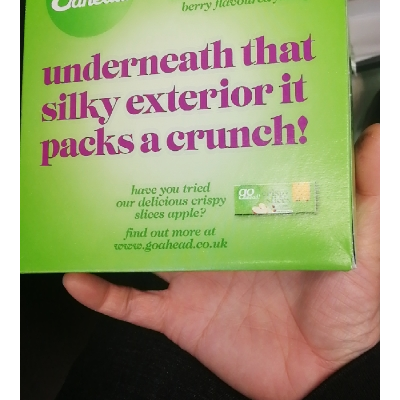 berry flavoured
underneath that
silky exterior it
packs a crunch!
have you tried
our delicious crispy
slices apple?
go
find out more at
www.goahead.co.uk